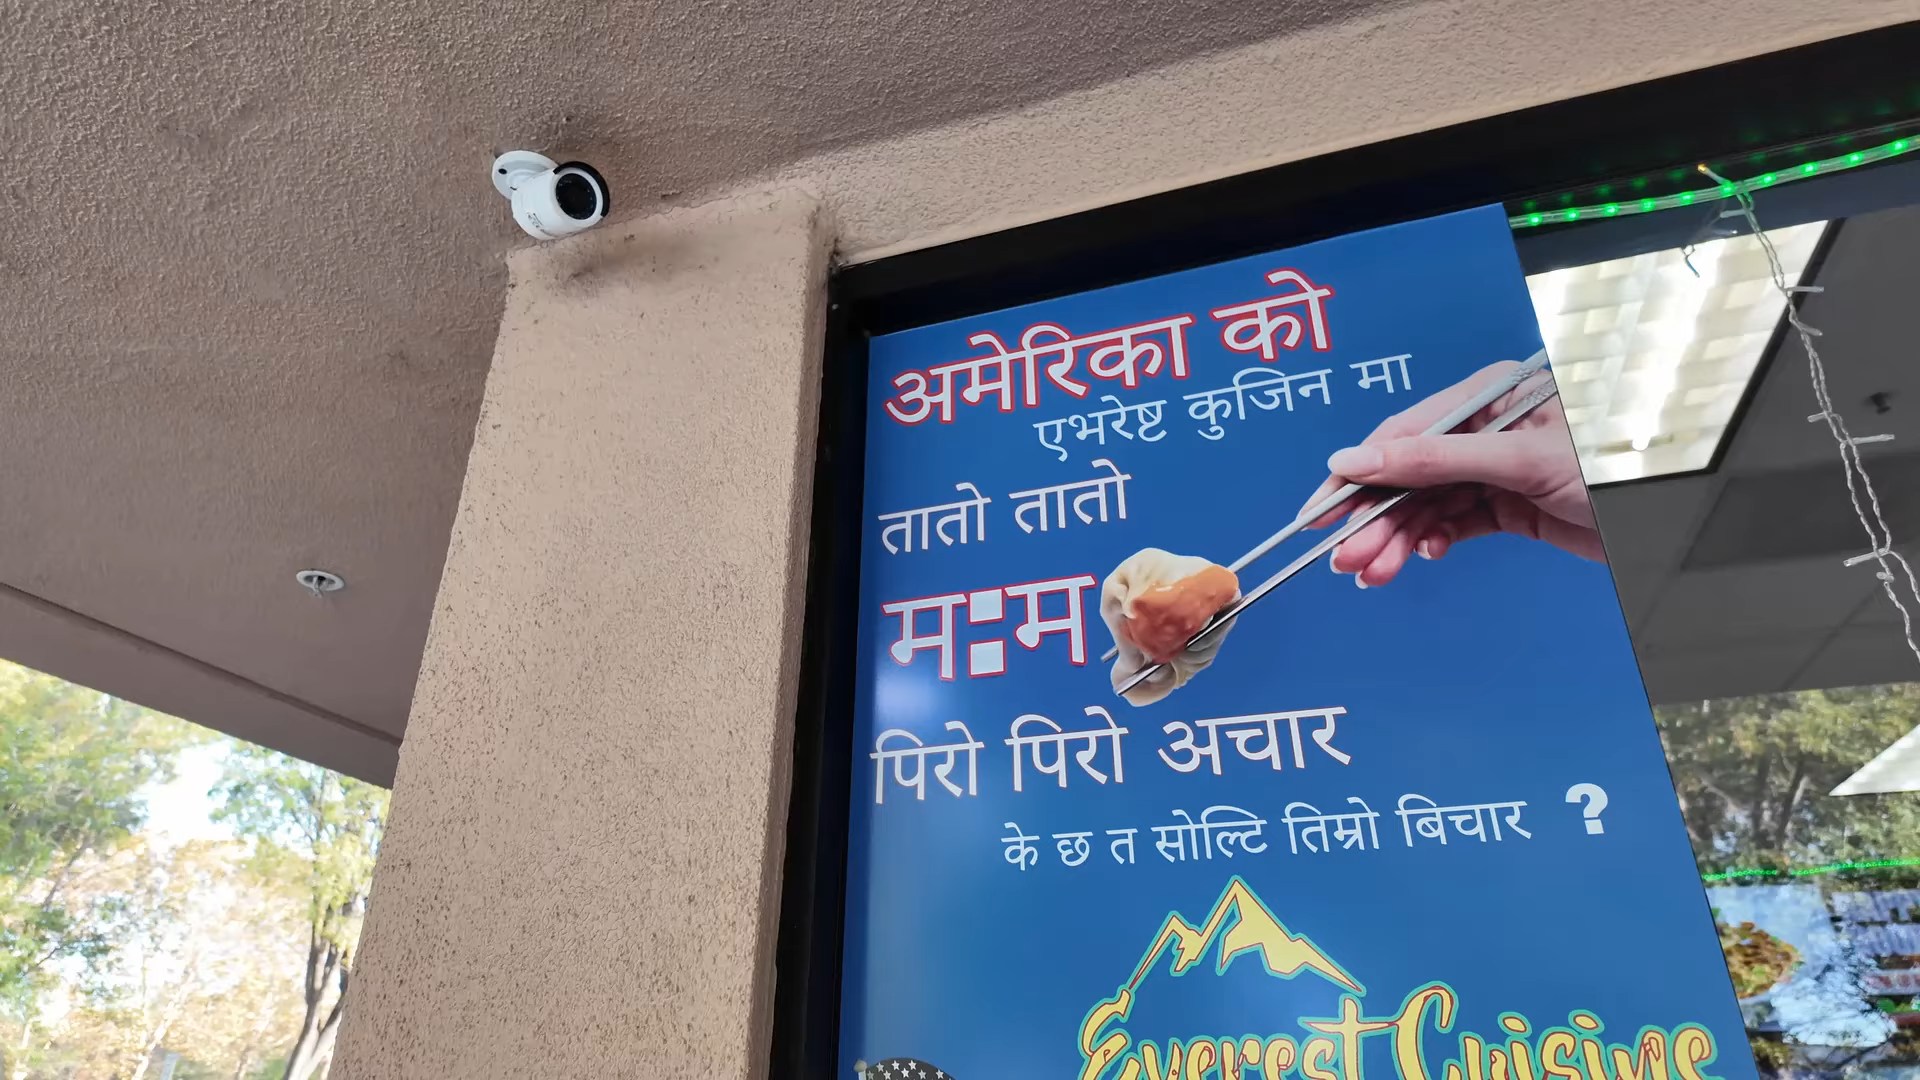 अमेरिका को
एभरेष्ट कुजिन मा
तातो तातो
म:म
पिरो पिरो अचार
के छ त सोल्टि तिम्रो बिचार ?
Everest Cuisine